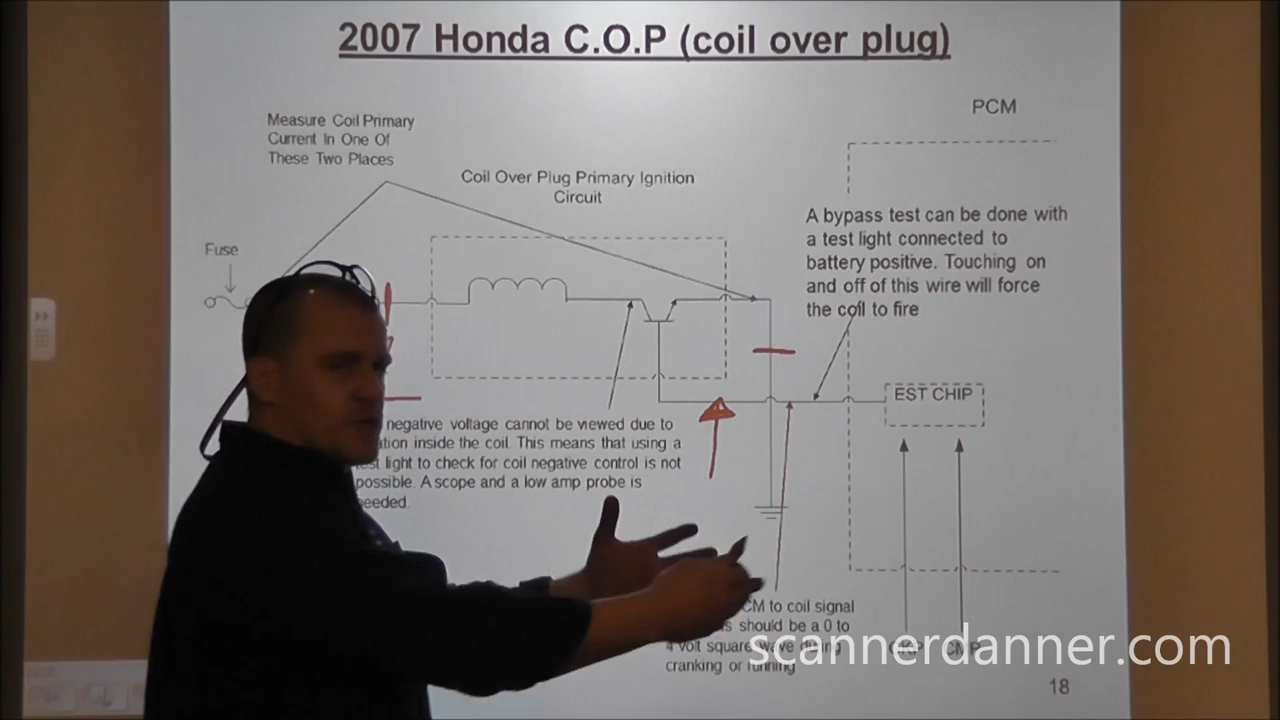 2007 Honda C.O.P (coil over plug)
PCM
Measure Coil Primary
Current In One Of
These Two Places
Coil Over Plug Primary Ignition
Circuit
A bypass test can be done with
a test light connected to
battery positive. Touching on
and off of this wire will force
the coil to fire
Fuse
EST CHIP
negative voltage cannot be viewed due to
inside the coil. This means that using a
light to check for coil negative control is not
possible. A scope and a low amp probe is
needed.
to coil signal
should be a 0 to
4 volt square wave during
cranking or running
CKP CMP
scannerdanner.com
18